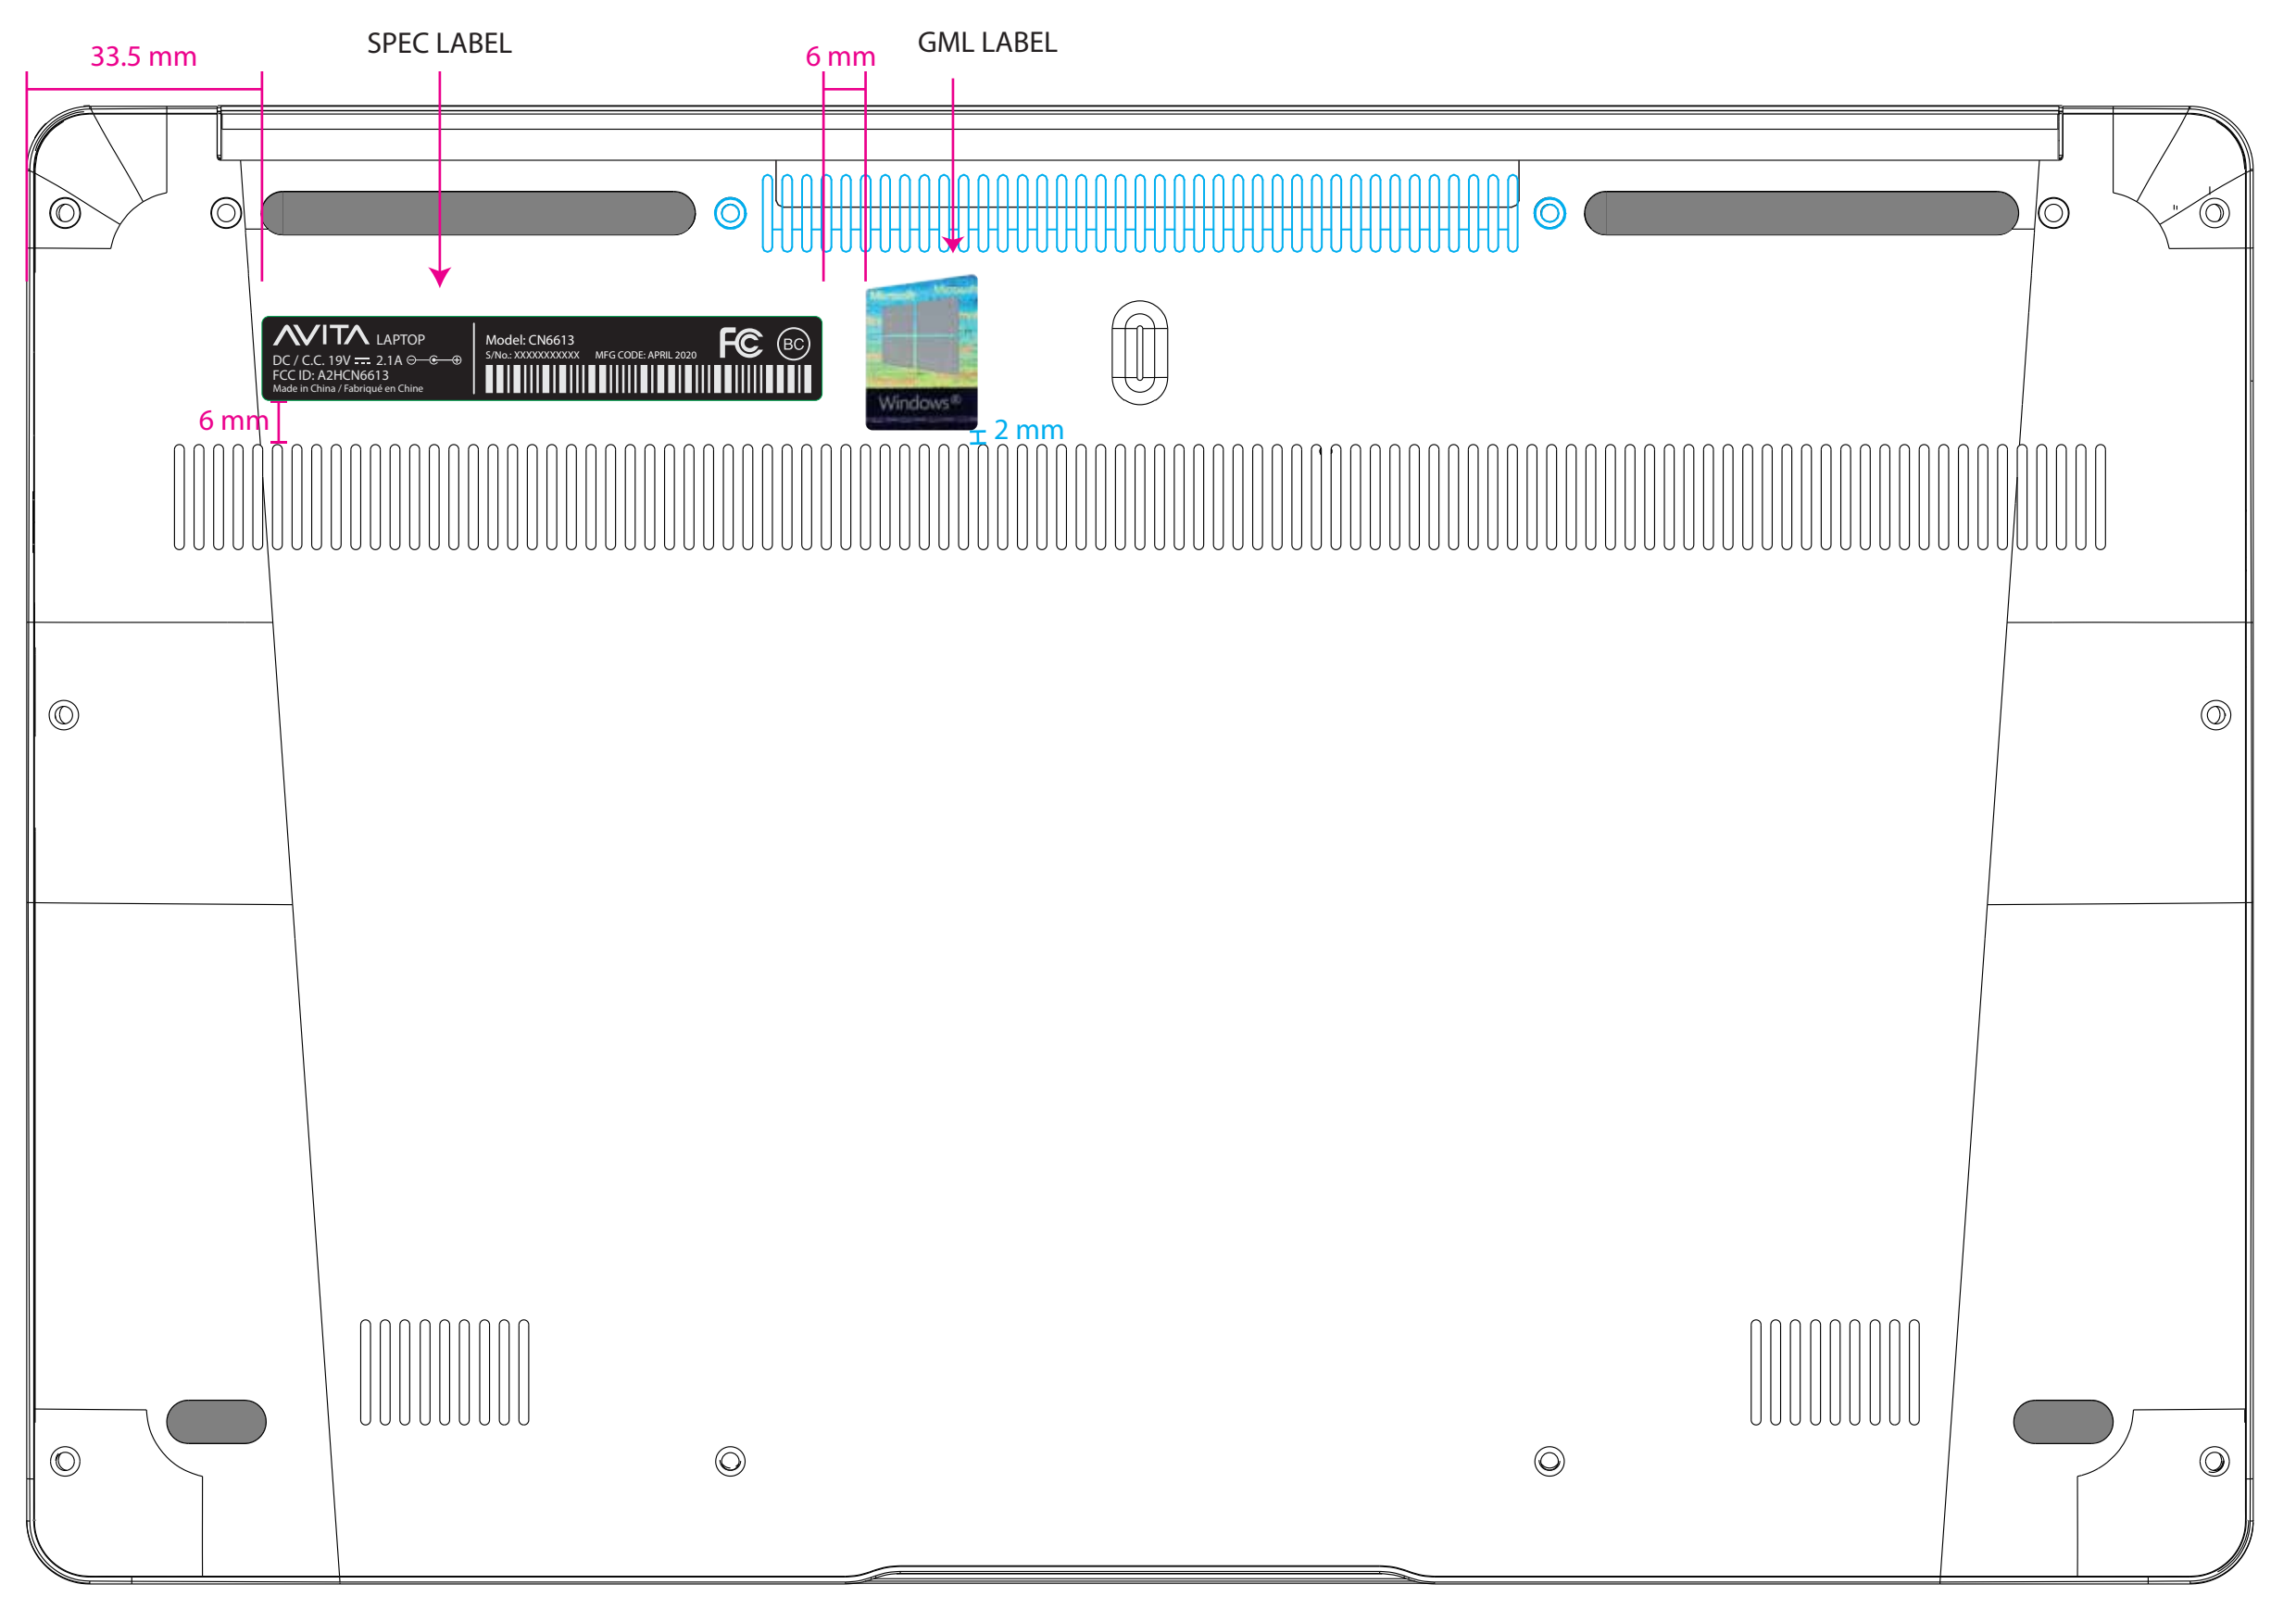 SPEC LABEL
GML LABEL
33.5 mm
6 mm
Microsoft Microsoft
AVITA LAPTOP
DC / C.C. 19V 2.1A
FCC ID: A2HCN6613
Made in China / Fabriqué en Chine
Model: CN6613
S/No.: XXXXXXXXXXX MFG CODE: APRIL 2020
FC
BC
Windows®
6 mm
2 mm